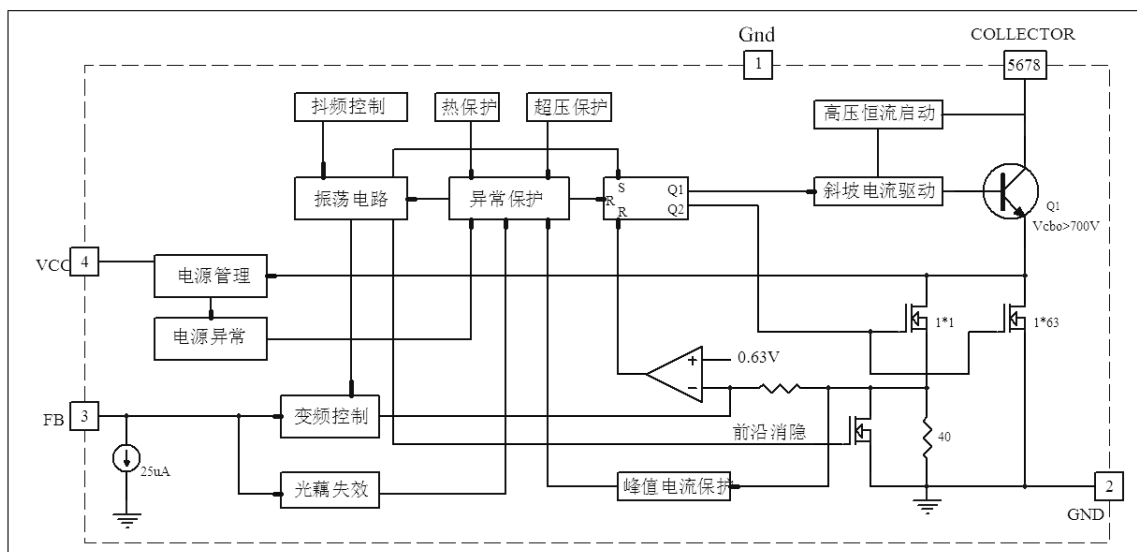 Gnd
COLLECTOR
1
5678
抖频控制
热保护
超压保护
高压恒流启动
振荡电路
异常保护
S
R
R
Q1
Q2
斜坡电流驱动
Q1
Vcbo>700V
VCC
4
电源管理
电源异常
1*1
1*63
0.63V
+
-
FB
3
变频控制
前沿消隐
40
25uA
光藕失效
峰值电流保护
2
GND